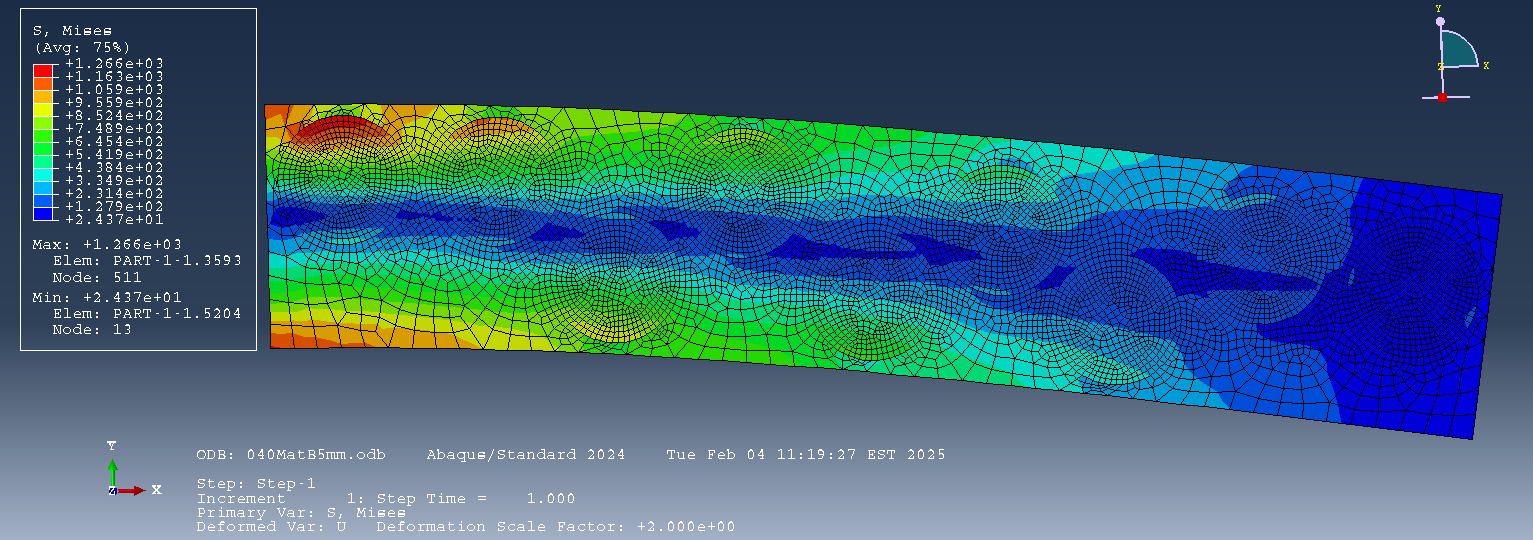 S, Mises
(Avg: 75%)
+1.266e+03
+1.163e+03
+1.059e+03
+9.559e+02
+8.524e+02
+7.489e+02
+6.454e+02
+5.419e+02
+4.384e+02
+3.349e+02
+2.314e+02
+1.279e+02
+2.437e+01
Max: +1.266e+03
Elem: PART-1-1.3593
Node: 511
Min: +2.437e+01
Elem: PART-1-1.5204
Node: 13
Y
X
Z
Y
X
Z
ODB: 040MatB5mm.odb Abaqus/Standard 2024 Tue Feb 04 11:19:27 EST 2025
Step: Step-1
Increment 1: Step Time = 1.000
Primary Var: S, Mises
Deformed Var: U Deformation Scale Factor: +2.000e+00